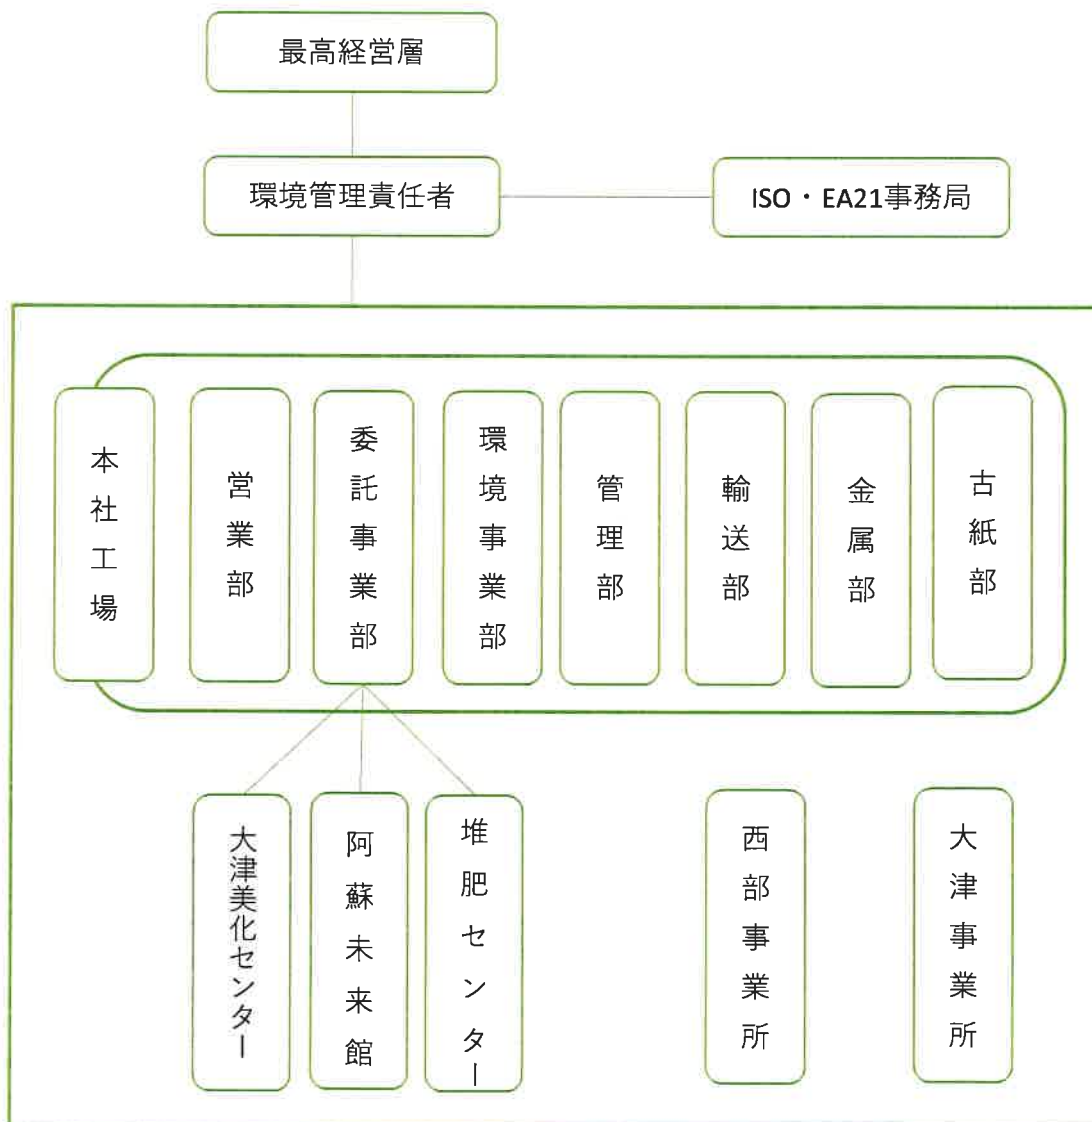 最高経営層
環境管理責任者
ISO・EA21事務局
本社工場
営業部
委託事業部
環境事業部
管理部
輸送部
金属部
古紙部
大津美化センター
阿蘇未来館
堆肥センター
西部事業所
大津事業所